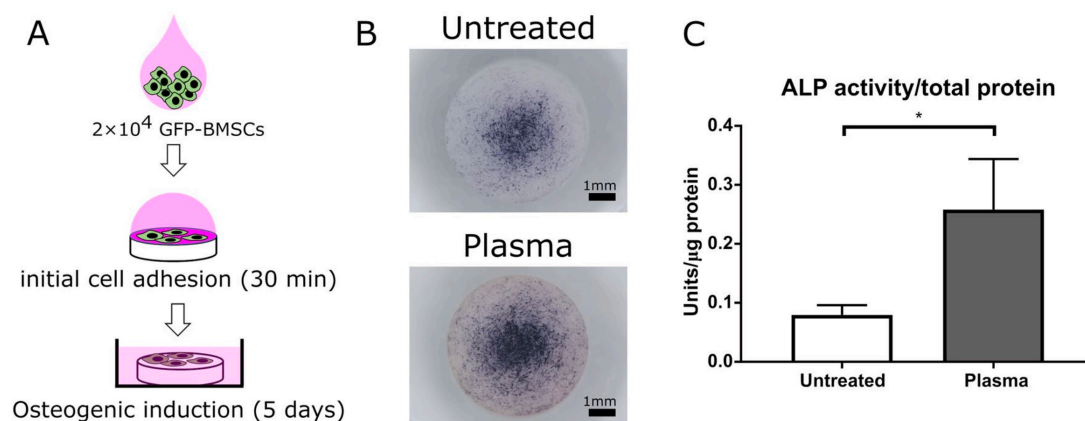 A
2×10⁴ GFP-BMSCs
initial cell adhesion (30 min)
Osteogenic induction (5 days)
B
Untreated
1mm
Plasma
1mm
C
ALP activity/total protein
*
Units/μg protein
0.4
0.3
0.2
0.1
0.0
Untreated
Plasma